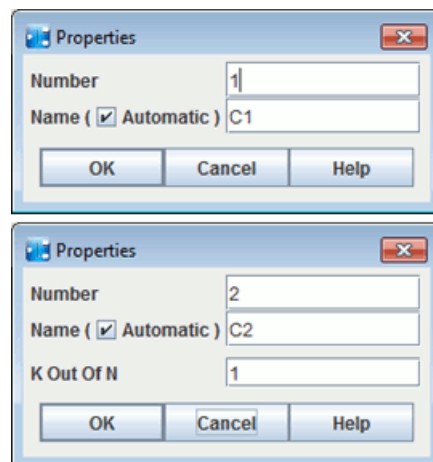 Properties
Number 1
Name ( Automatic ) C1
OK Cancel Help
Properties
Number 2
Name ( Automatic ) C2
K Out Of N 1
OK Cancel Help